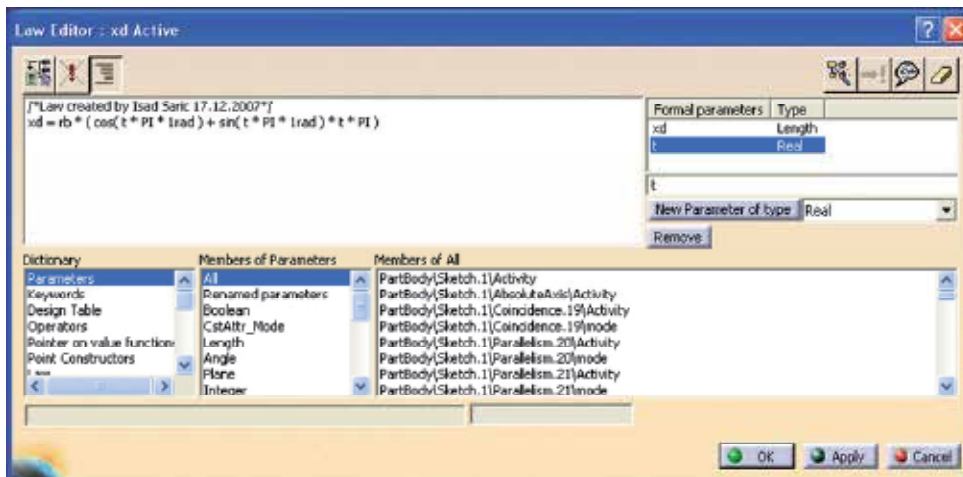 Law Editor : xd Active
/*Law created by Isad Saric 17.12.2007*/
xd = rb * ( cos( t * PI * 1rad ) + sin( t * PI * 1rad ) * t * PI )
Formal parameters Type
xd Length
t Real
t
New Parameter of type Real
Remove
Dictionary
Parameters
Keywords
Design Table
Operators
Pointer on value function
Point Constructors
Members of Parameters
All
Renamed parameters
Boolean
CstAttr_Mode
Length
Angle
Plane
Integer
Members of All
PartBody\Sketch.1\Activity
PartBody\Sketch.1\AbsoluteAxis\Activity
PartBody\Sketch.1\Coincidence.19\Activity
PartBody\Sketch.1\Coincidence.19\mode
PartBody\Sketch.1\Parallelism.20\Activity
PartBody\Sketch.1\Parallelism.20\mode
PartBody\Sketch.1\Parallelism.21\Activity
PartBody\Sketch.1\Parallelism.21\mode
OK Apply Cancel